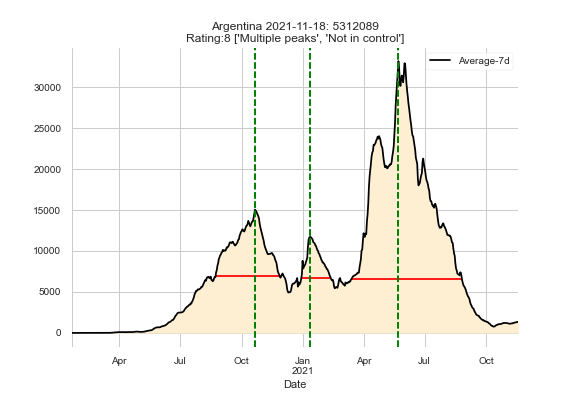 Argentina 2021-11-18: 5312089
Rating:8 ['Multiple peaks', 'Not in control']
Average-7d
30000
25000
20000
15000
10000
5000
0
Apr Jul Oct Jan Apr Jul Oct
2021
Date